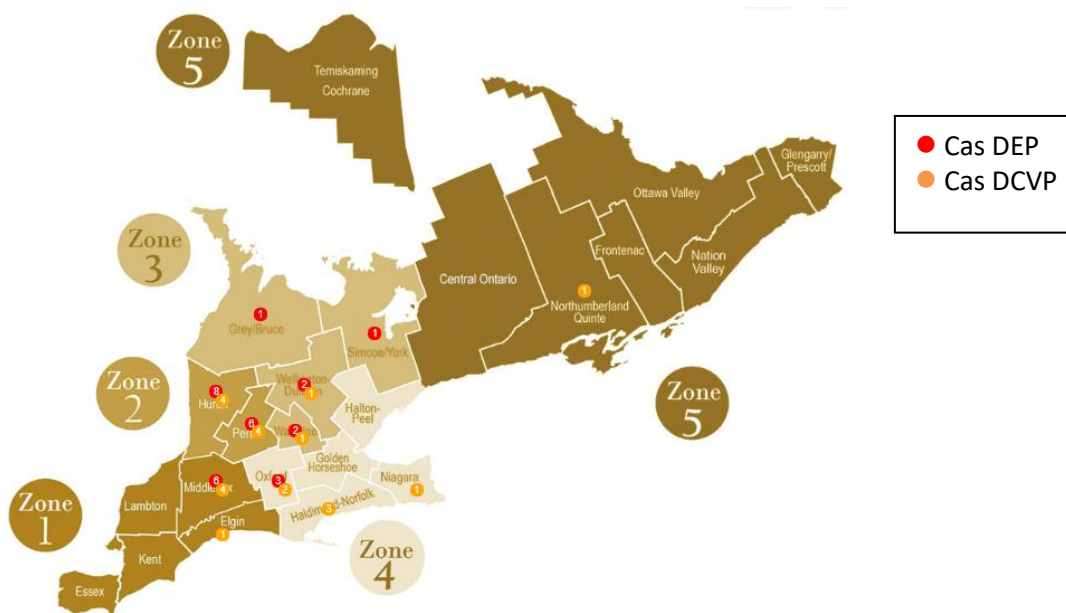 Zone
5
Temiskaming
Cochrane
Cas DEP
Cas DCVP
Glengarry/
Prescott
Ottawa Valley
Zone
3
Frontenac
Nation
Valley
Central Ontario
1
Northumberland
Quinte
1
Grey/Bruce
1
Simcoe/York
Zone
2
8
4
Huron
2
1
Wellington
Dufferin
Halton-
Peel
Zone
5
6
4
Perth
2
1
Waterloo
Golden
Horseshoe
6
4
Middlesex
3
2
Oxford
Niagara
1
Lambton
Haldimand-Norfolk
3
Zone
1
Elgin
1
Kent
Zone
4
Essex